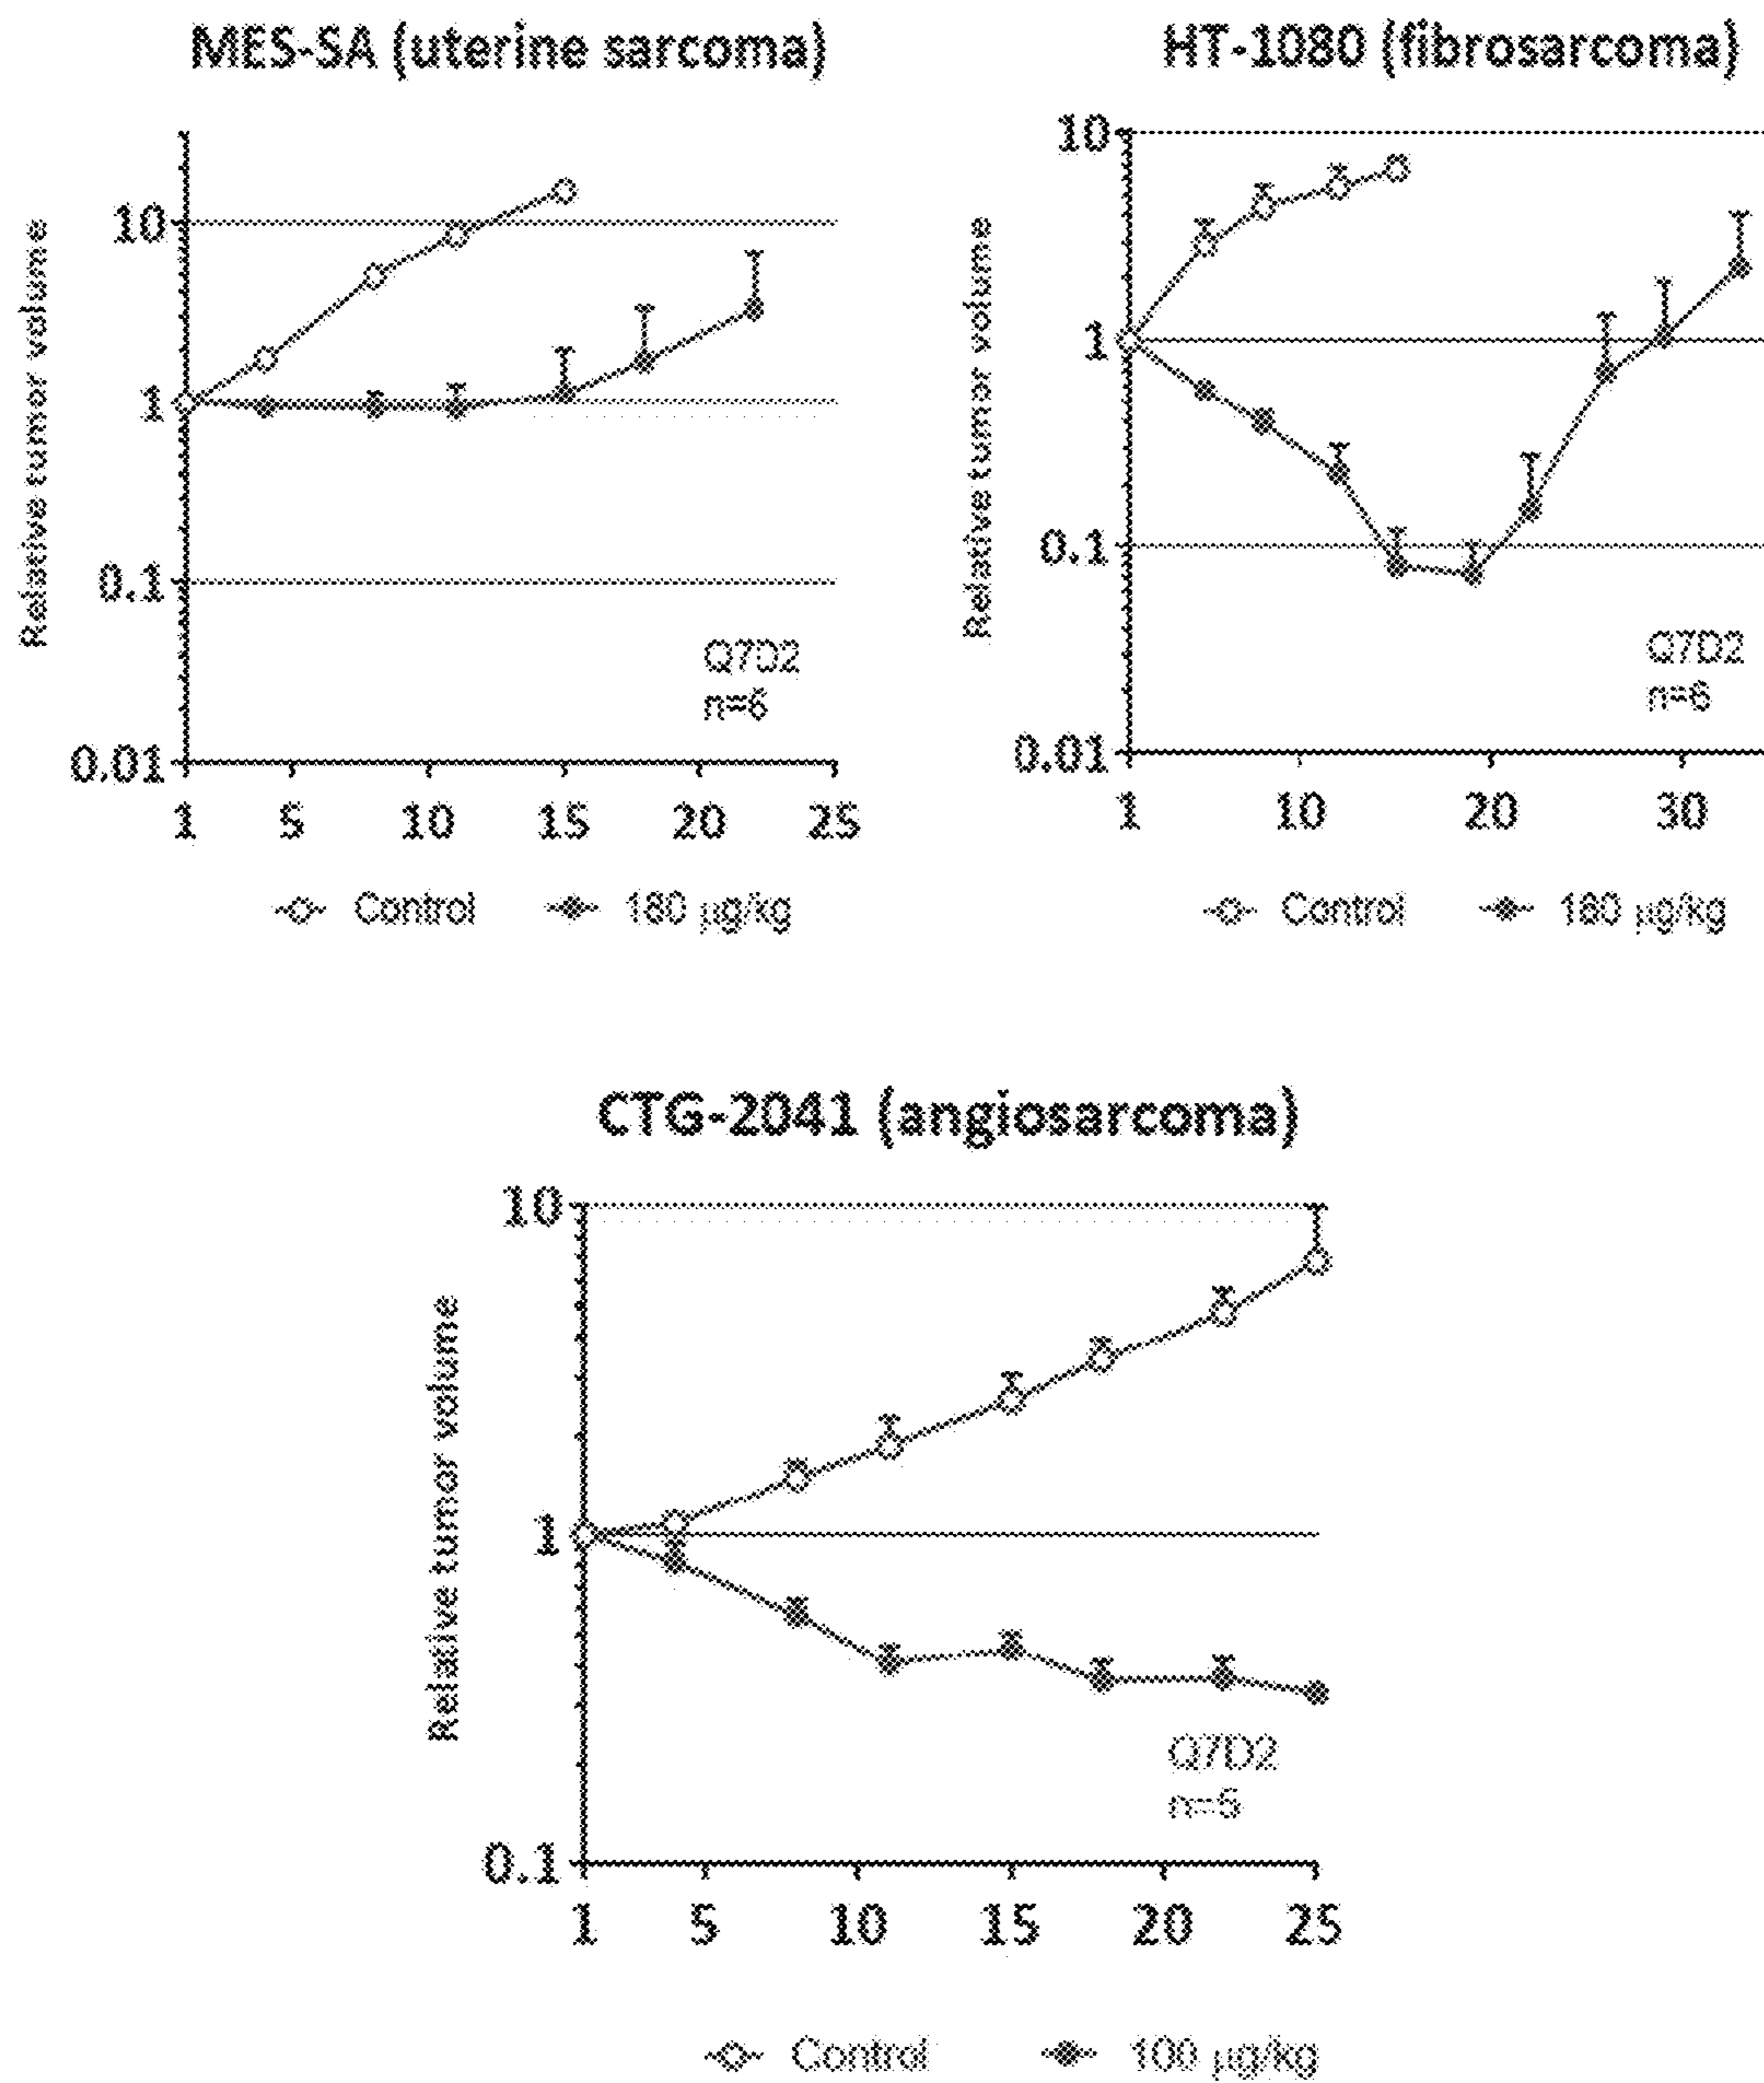 MES-SA (uterine sarcoma)
Relative tumor volume
10
1
0.1
0.01
Q7D2
n=6
1 5 10 15 20 25
Control 180 µg/kg
HT-1080 (fibrosarcoma)
Relative tumor volume
10
1
0.1
0.01
Q7D2
n=6
1 10 20 30
Control 180 µg/kg
CTG-2041 (angiosarcoma)
Relative tumor volume
10
1
0.1
Q7D2
n=5
1 5 10 15 20 25
Control 100 µg/kg